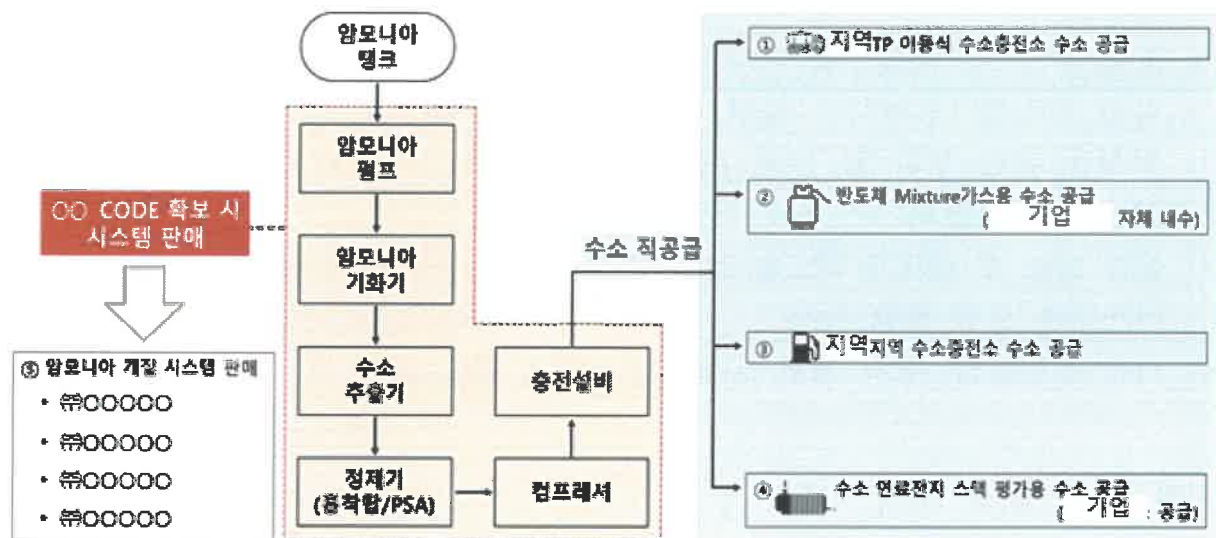 암모니아
탱크
암모니아
펌프
암모니아
기화기
수소
추출기
정제기
(흡착탑/PSA)
컴프레셔
충전설비
○○ CODE 확보 시
시스템 판매
⑤ 암모니아 개질 시스템 판매
• ㈜○○○○○
• ㈜○○○○○
• ㈜○○○○○
• ㈜○○○○○
수소 직공급
① 지역TP 이동식 수소충전소 수소 공급
② 반도체 Mixture가스용 수소 공급
( 기업 자체 내수)
③ 지역지역 수소충전소 수소 공급
④ 수소 연료전지 스택 평가용 수소 공급
( 기업 : 공급)